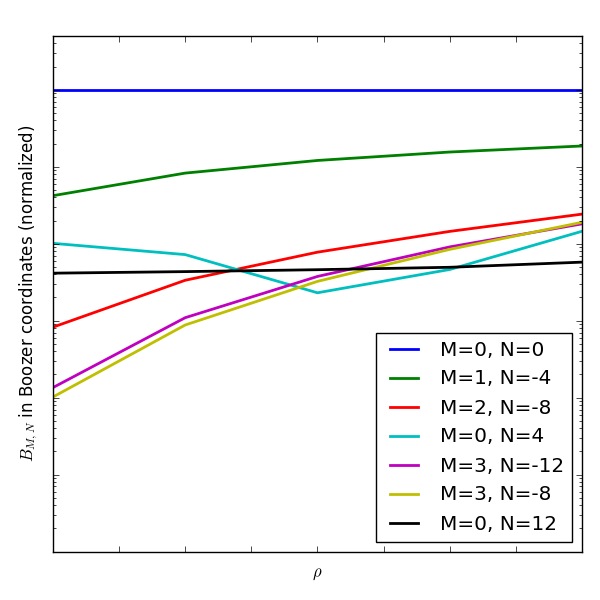 B_{M,N} in Boozer coordinates (normalized)
M=0, N=0
M=1, N=-4
M=2, N=-8
M=0, N=4
M=3, N=-12
M=3, N=-8
M=0, N=12
ρ